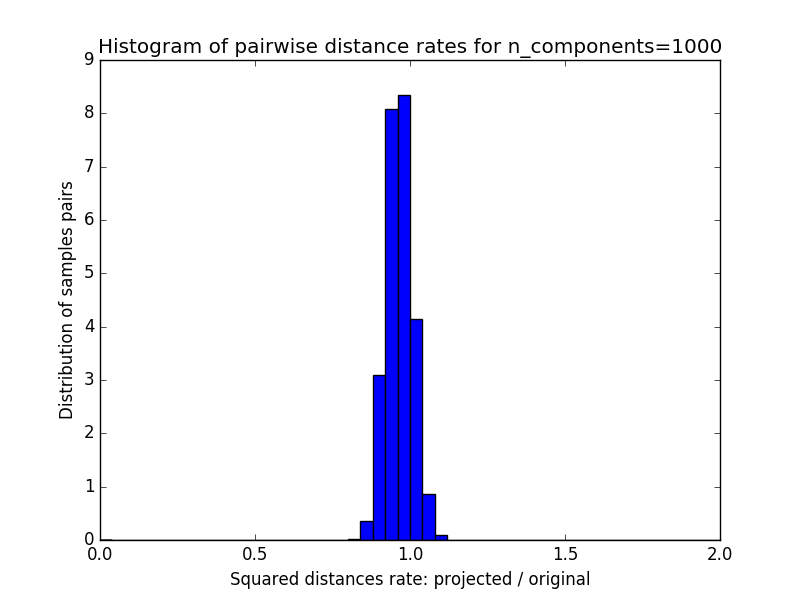 Histogram of pairwise distance rates for n_components=1000
9
8
7
6
5
4
3
2
1
0
Distribution of samples pairs
0.0 0.5 1.0 1.5 2.0
Squared distances rate: projected / original